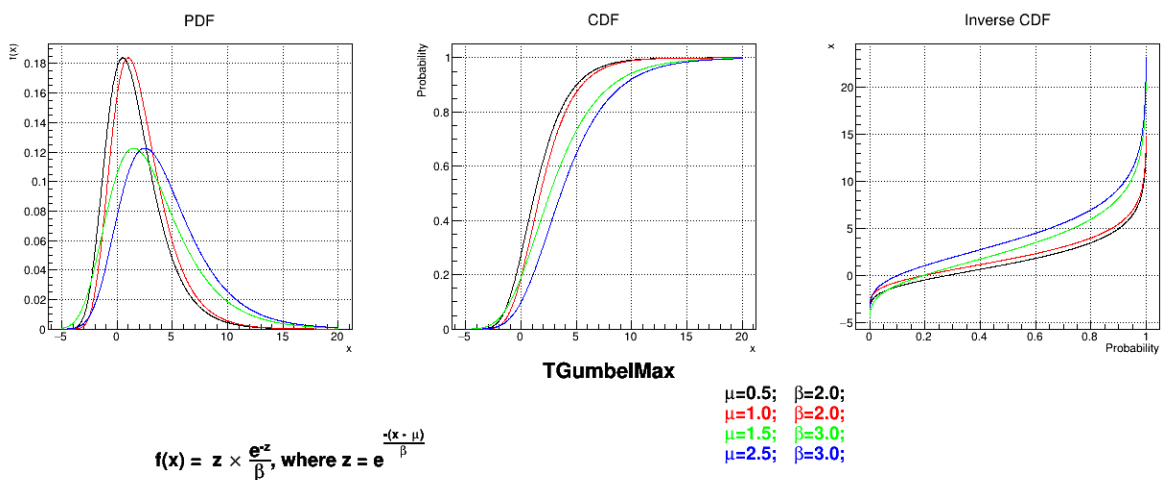 PDF
CDF
Inverse CDF
f(x)
0.18
0.16
0.14
0.12
0.1
0.08
0.06
0.04
0.02
0
−5 0 5 10 15 20
x
Probability
1
0.8
0.6
0.4
0.2
0
−5 0 5 10 15 20
x
x
20
15
10
5
0
−5
0 0.2 0.4 0.6 0.8 1
Probability
TGumbelMax
μ=0.5; β=2.0;
μ=1.0; β=2.0;
μ=1.5; β=3.0;
μ=2.5; β=3.0;
f(x) = z × e^-z/β, where z = e^-(x - μ)/β